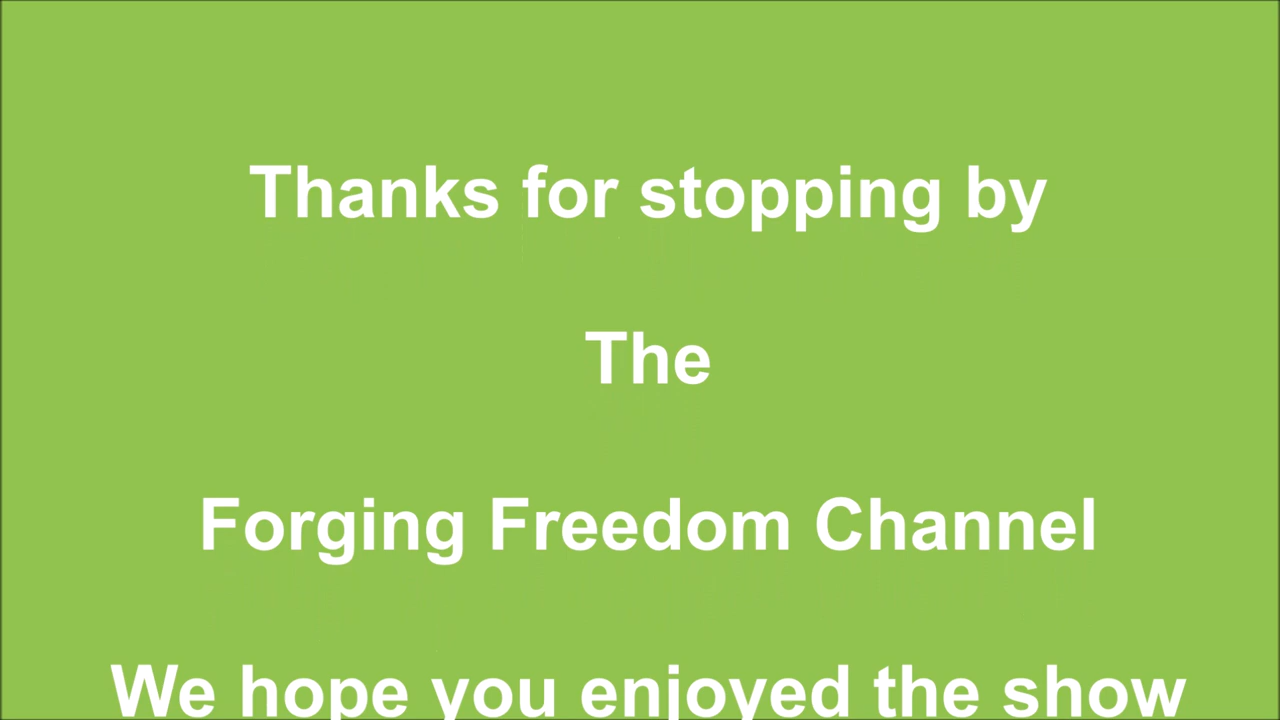 Thanks for stopping by
The
Forging Freedom Channel
We hope you enjoyed the show